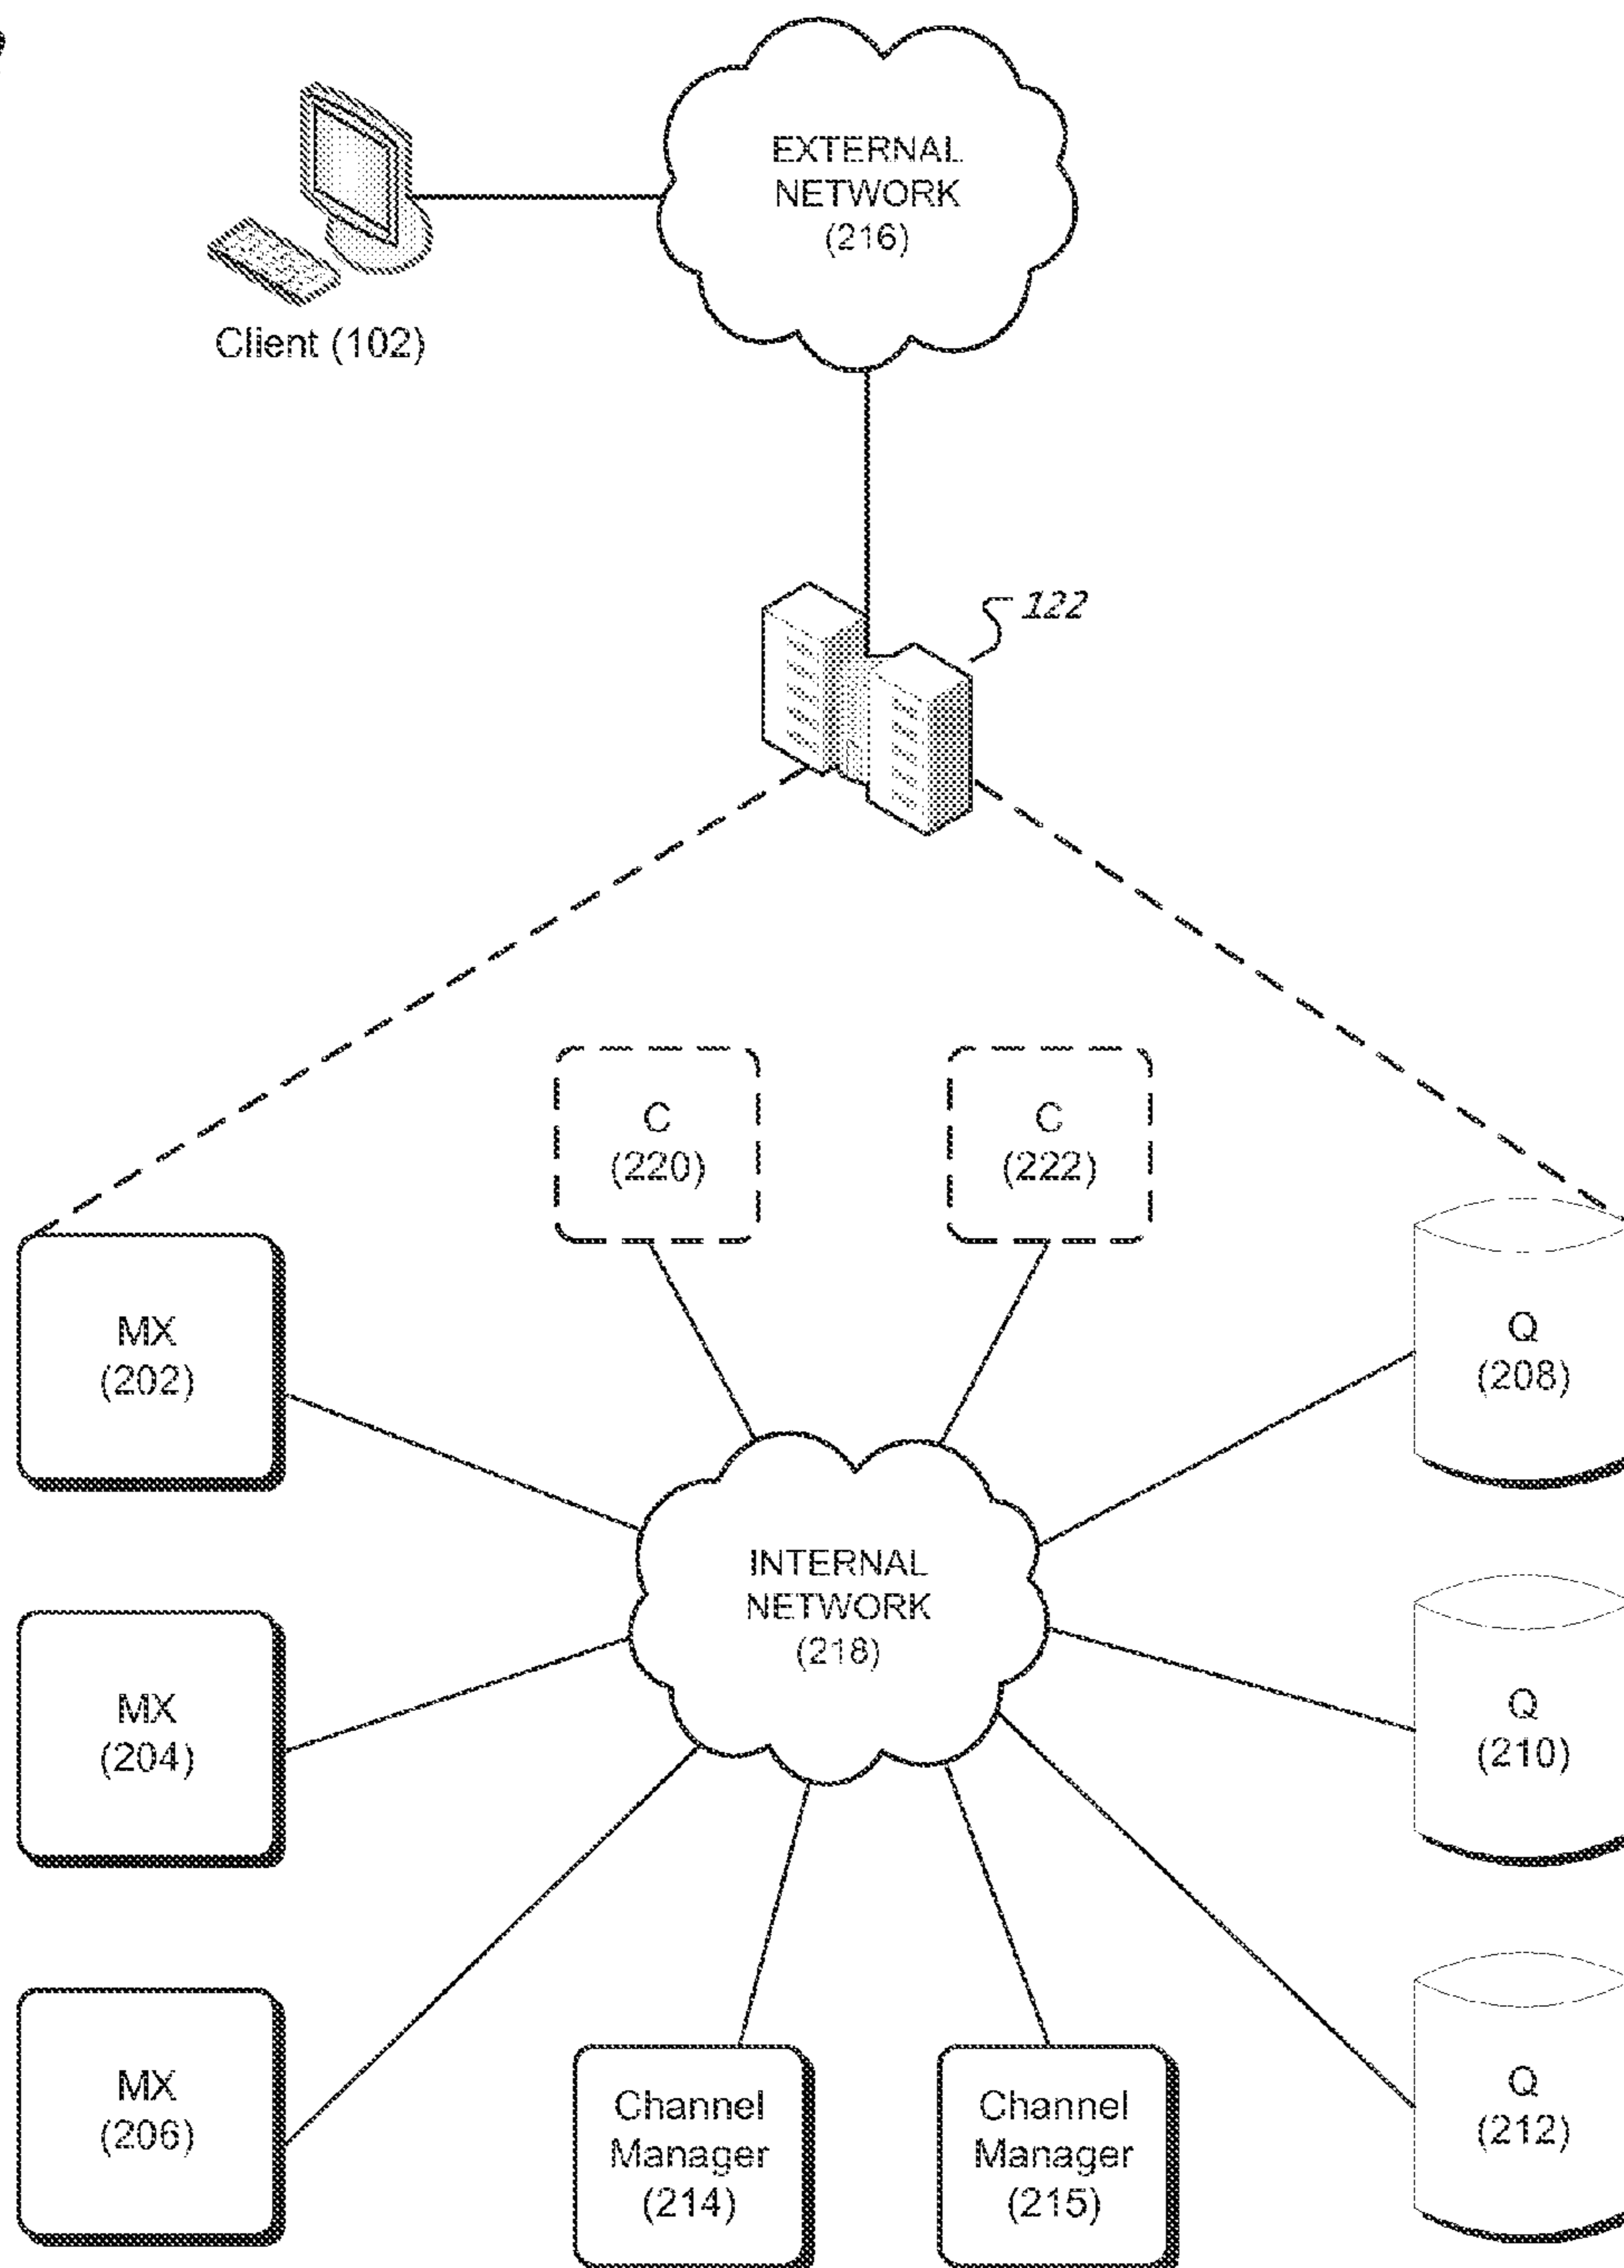 EXTERNAL
NETWORK
(216)
Client (102)
122
C
(220)
C
(222)
MX
(202)
Q
(208)
INTERNAL
NETWORK
(218)
MX
(204)
Q
(210)
MX
(206)
Channel
Manager
(214)
Channel
Manager
(215)
Q
(212)